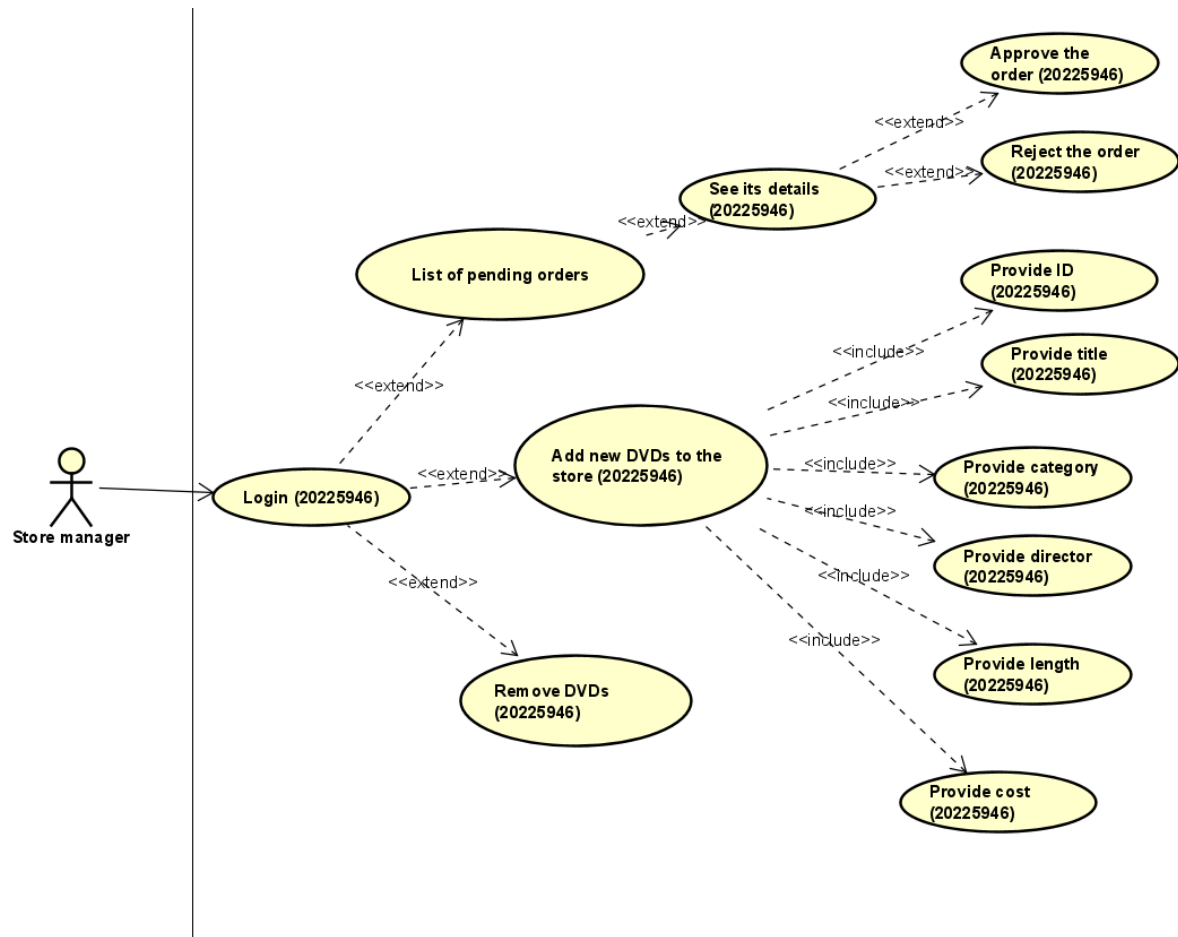 Approve the
order (20225946)
<<extend>>
Reject the order
(20225946)
<<extend>>
See its details
(20225946)
<<extend>>
List of pending orders
Provide ID
(20225946)
<<include>>
Provide title
(20225946)
<<extend>>
<<include>>
Add new DVDs to the
store (20225946)
Provide category
(20225946)
<<include>>
<<extend>>
Login (20225946)
<<include>>
Store manager
Provide director
(20225946)
<<include>>
<<extend>>
<<include>>
Provide length
(20225946)
Remove DVDs
(20225946)
Provide cost
(20225946)